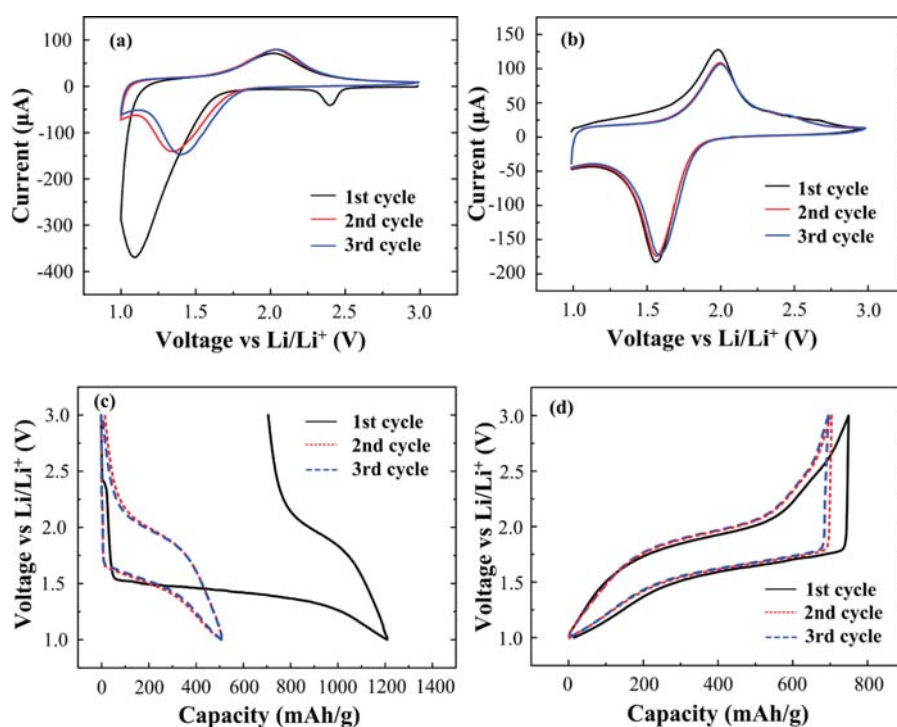 (a)
100
0
-100
-200
-300
-400
Current (μA)
1st cycle
2nd cycle
3rd cycle
1.0 1.5 2.0 2.5 3.0
Voltage vs Li/Li⁺ (V)
(b)
150
100
50
0
-50
-100
-150
-200
Current (μA)
1st cycle
2nd cycle
3rd cycle
1.0 1.5 2.0 2.5 3.0
Voltage vs Li/Li⁺ (V)
(c)
3.0
2.5
2.0
1.5
1.0
Voltage vs Li/Li⁺ (V)
1st cycle
2nd cycle
3rd cycle
0 200 400 600 800 1000 1200 1400
Capacity (mAh/g)
(d)
3.0
2.5
2.0
1.5
1.0
Voltage vs Li/Li⁺ (V)
1st cycle
2nd cycle
3rd cycle
0 200 400 600 800
Capacity (mAh/g)